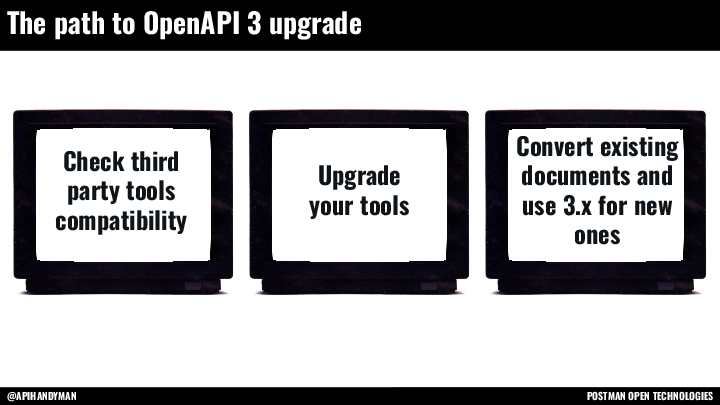 The path to OpenAPI 3 upgrade
Check third
party tools
compatibility
Upgrade
your tools
Convert existing
documents and
use 3.x for new
ones
@APIHANDYMAN
POSTMAN OPEN TECHNOLOGIES